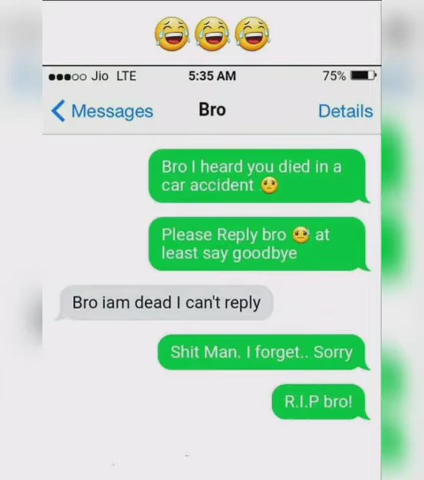 😂😂😂
Jio LTE 5:35 AM 75%
Messages Bro Details
Bro I heard you died in a
car accident 😟
Please Reply bro 😐 at
least say goodbye
Bro iam dead I can't reply
Shit Man. I forget.. Sorry
R.I.P bro!